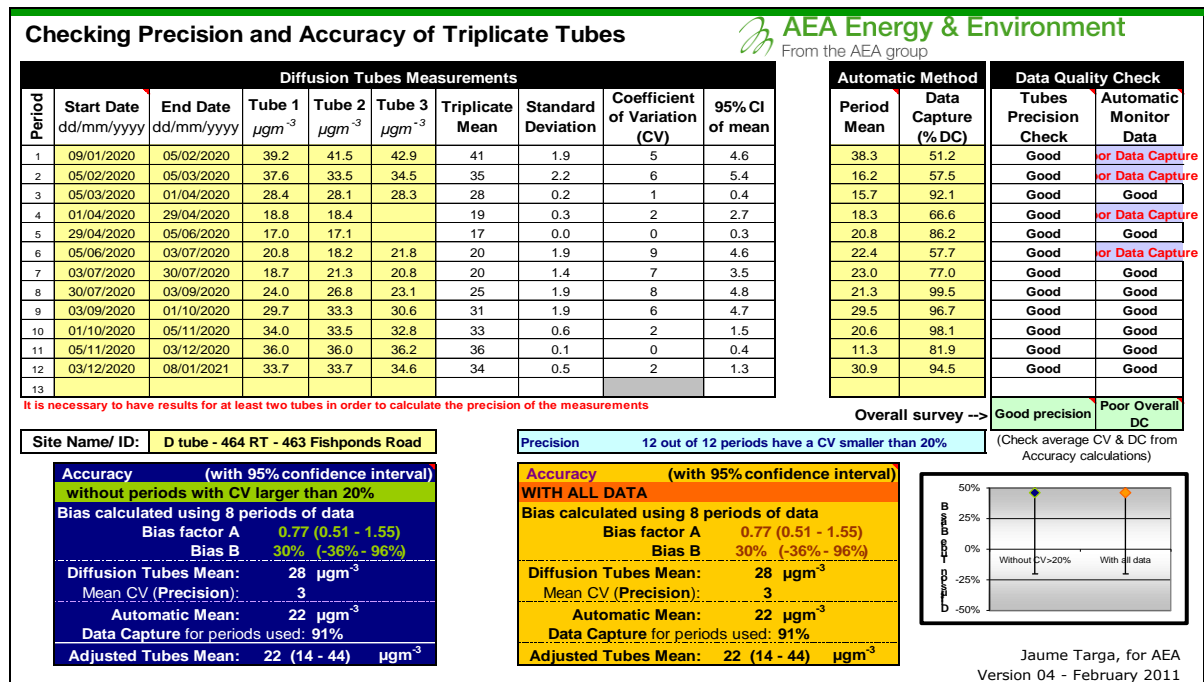 Checking Precision and Accuracy of Triplicate Tubes
AEA Energy & Environment
From the AEA group
Diffusion Tubes Measurements
Automatic Method
Data Quality Check
Period | Start Date dd/mm/yyyy | End Date dd/mm/yyyy | Tube 1 µgm-3 | Tube 2 µgm-3 | Tube 3 µgm-3 | Triplicate Mean | Standard Deviation | Coefficient of Variation (CV) | 95% CI of mean | Period Mean | Data Capture (% DC) | Tubes Precision Check | Automatic Monitor Data
1 09/01/2020 05/02/2020 39.2 41.5 42.9 41 1.9 5 4.6 38.3 51.2 Good oor Data Capture
2 05/02/2020 05/03/2020 37.6 33.5 34.5 35 2.2 6 5.4 16.2 57.5 Good oor Data Capture
3 05/03/2020 01/04/2020 28.4 28.1 28.3 28 0.2 1 0.4 15.7 92.1 Good Good
4 01/04/2020 29/04/2020 18.8 18.4 19 0.3 2 2.7 18.3 66.6 Good oor Data Capture
5 29/04/2020 05/06/2020 17.0 17.1 17 0.0 0 0.3 20.8 86.2 Good Good
6 05/06/2020 03/07/2020 20.8 18.2 21.8 20 1.9 9 4.6 22.4 57.7 Good oor Data Capture
7 03/07/2020 30/07/2020 18.7 21.3 20.8 20 1.4 7 3.5 23.0 77.0 Good Good
8 30/07/2020 03/09/2020 24.0 26.8 23.1 25 1.9 8 4.8 21.3 99.5 Good Good
9 03/09/2020 01/10/2020 29.7 33.3 30.6 31 1.9 6 4.7 29.5 96.7 Good Good
10 01/10/2020 05/11/2020 34.0 33.5 32.8 33 0.6 2 1.5 20.6 98.1 Good Good
11 05/11/2020 03/12/2020 36.0 36.0 36.2 36 0.1 0 0.4 11.3 81.9 Good Good
12 03/12/2020 08/01/2021 33.7 33.7 34.6 34 0.5 2 1.3 30.9 94.5 Good Good
13
It is necessary to have results for at least two tubes in order to calculate the precision of the measurements
Overall survey --> Good precision Poor Overall DC
Site Name/ ID: D tube - 464 RT - 463 Fishponds Road
Precision 12 out of 12 periods have a CV smaller than 20%
(Check average CV & DC from Accuracy calculations)
Accuracy (with 95% confidence interval)
without periods with CV larger than 20%
Bias calculated using 8 periods of data
Bias factor A 0.77 (0.51 - 1.55)
Bias B 30% (-36% - 96%)
Diffusion Tubes Mean: 28 µgm-3
Mean CV (Precision): 3
Automatic Mean: 22 µgm-3
Data Capture for periods used: 91%
Adjusted Tubes Mean: 22 (14 - 44) µgm-3
Accuracy (with 95% confidence interval)
WITH ALL DATA
Bias calculated using 8 periods of data
Bias factor A 0.77 (0.51 - 1.55)
Bias B 30% (-36% - 96%)
Diffusion Tubes Mean: 28 µgm-3
Mean CV (Precision): 3
Automatic Mean: 22 µgm-3
Data Capture for periods used: 91%
Adjusted Tubes Mean: 22 (14 - 44) µgm-3
50%
25%
0%
-25%
-50%
Without CV>20%
With all data
Jaume Targa, for AEA
Version 04 - February 2011